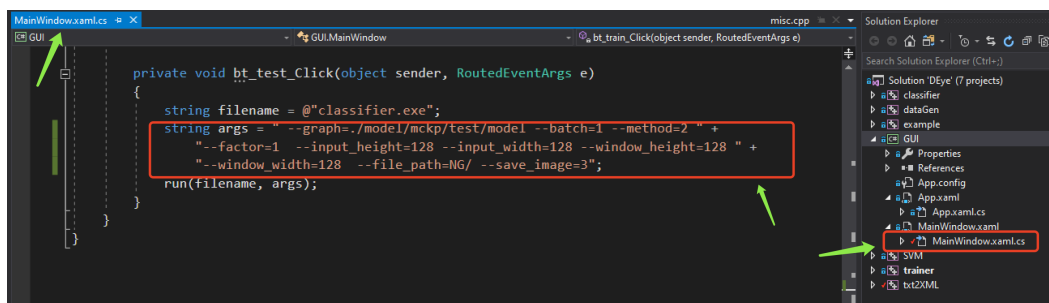 MainWindow.xaml.cs
misc.cpp
Solution Explorer
GUI
GUI.MainWindow
bt_train_Click(object sender, RoutedEventArgs e)
Search Solution Explorer (Ctrl+;)
private void bt_test_Click(object sender, RoutedEventArgs e)
{
string filename = @"classifier.exe";
string args = " --graph=./model/mckp/test/model --batch=1 --method=2 " +
"--factor=1  --input_height=128 --input_width=128 --window_height=128 " +
"--window_width=128  --file_path=NG/ --save_image=3";
run(filename, args);
}
}
}
Solution 'DEye' (7 projects)
classifier
dataGen
example
GUI
Properties
References
App.config
App.xaml
App.xaml.cs
MainWindow.xaml
MainWindow.xaml.cs
SVM
trainer
txt2XML